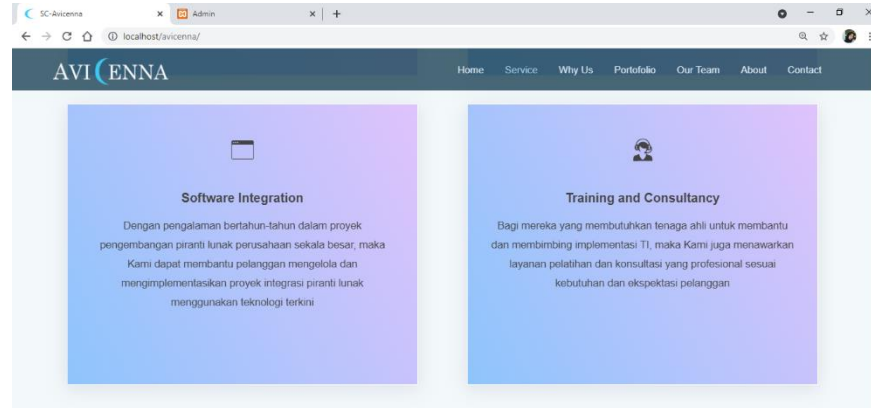 SC-Avicenna
Admin
localhost/avicenna/
AVICENNA
Home Service Why Us Portofolio Our Team About Contact
Software Integration
Dengan pengalaman bertahun-tahun dalam proyek
pengembangan piranti lunak perusahaan sekala besar, maka
Kami dapat membantu pelanggan mengelola dan
mengimplementasikan proyek integrasi piranti lunak
menggunakan teknologi terkini
Training and Consultancy
Bagi mereka yang membutuhkan tenaga ahli untuk membantu
dan membimbing implementasi TI, maka Kami juga menawarkan
layanan pelatihan dan konsultasi yang profesional sesuai
kebutuhan dan ekspektasi pelanggan